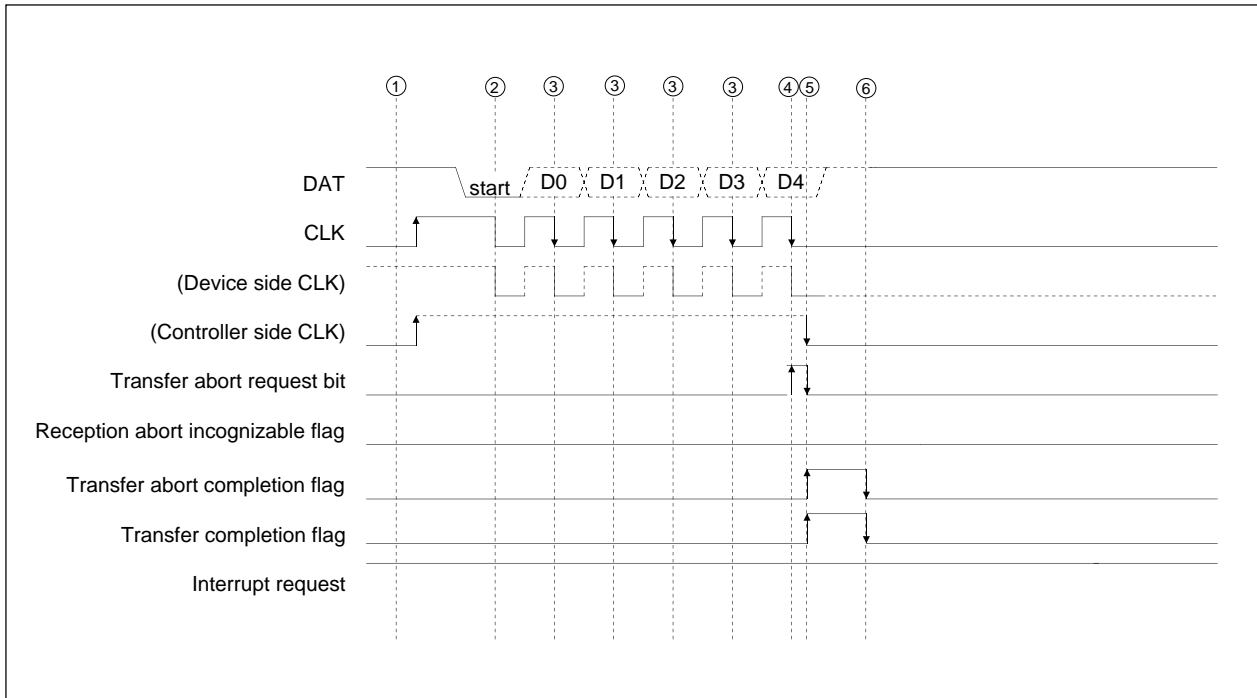 ① ② ③ ③ ③ ③ ④ ⑤ ⑥
DAT start D0 D1 D2 D3 D4
CLK
(Device side CLK)
(Controller side CLK)
Transfer abort request bit
Reception abort incognizable flag
Transfer abort completion flag
Transfer completion flag
Interrupt request